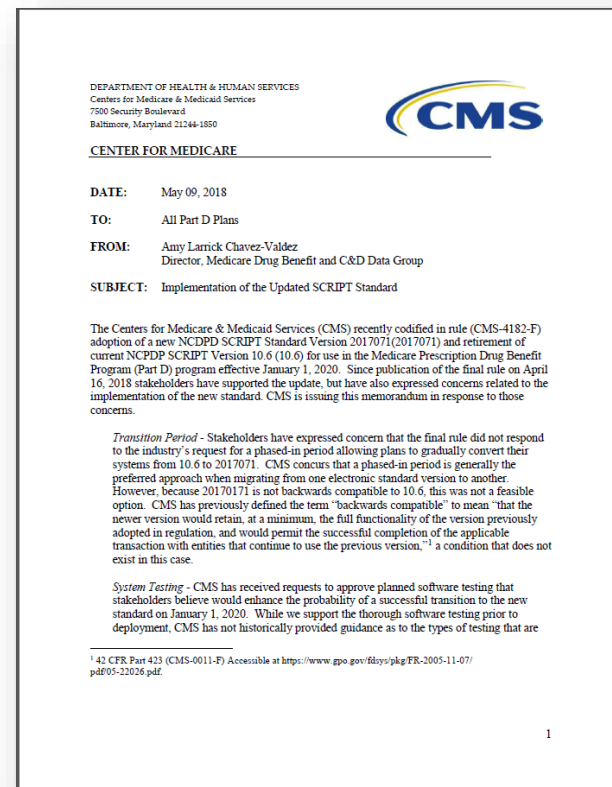 DEPARTMENT OF HEALTH & HUMAN SERVICES
Centers for Medicare & Medicaid Services
7500 Security Boulevard
Baltimore, Maryland 21244-1850
CMS
CENTER FOR MEDICARE
DATE: May 09, 2018
TO: All Part D Plans
FROM: Amy Larrick Chavez-Valdez
Director, Medicare Drug Benefit and C&D Data Group
SUBJECT: Implementation of the Updated SCRIPT Standard
The Centers for Medicare & Medicaid Services (CMS) recently codified in rule (CMS-4182-F)
adoption of a new NCDPD SCRIPT Standard Version 2017071(2017071) and retirement of
current NCPDP SCRIPT Version 10.6 (10.6) for use in the Medicare Prescription Drug Benefit
Program (Part D) program effective January 1, 2020. Since publication of the final rule on April
16, 2018 stakeholders have supported the update, but have also expressed concerns related to the
implementation of the new standard. CMS is issuing this memorandum in response to those
concerns.
Transition Period - Stakeholders have expressed concern that the final rule did not respond
to the industry's request for a phased-in period allowing plans to gradually convert their
systems from 10.6 to 2017071. CMS concurs that a phased-in period is generally the
preferred approach when migrating from one electronic standard version to another.
However, because 20170171 is not backwards compatible to 10.6, this was not a feasible
option. CMS has previously defined the term “backwards compatible” to mean “that the
newer version would retain, at a minimum, the full functionality of the version previously
adopted in regulation, and would permit the successful completion of the applicable
transaction with entities that continue to use the previous version,”1 a condition that does not
exist in this case.
System Testing - CMS has received requests to approve planned software testing that
stakeholders believe would enhance the probability of a successful transition to the new
standard on January 1, 2020. While we support the thorough software testing prior to
deployment, CMS has not historically provided guidance as to the types of testing that are
1 42 CFR Part 423 (CMS-0011-F) Accessible at https://www.gpo.gov/fdsys/pkg/FR-2005-11-07/
pdf/05-22026.pdf.
1